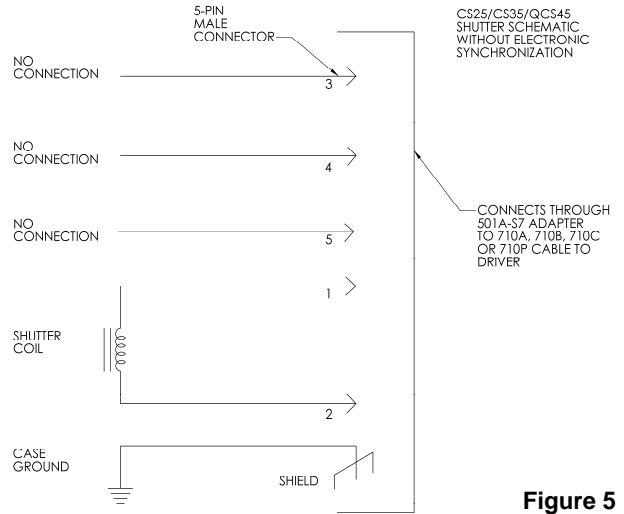 5-PIN
MALE
CONNECTOR
CS25/CS35/QCS45
SHUTTER SCHEMATIC
WITHOUT ELECTRONIC
SYNCHRONIZATION
NO
CONNECTION
3
NO
CONNECTION
4
NO
CONNECTION
5
CONNECTS THROUGH
501A-S7 ADAPTER
TO 710A, 710B, 710C
OR 710P CABLE TO
DRIVER
1
SHUTTER
COIL
2
CASE
GROUND
SHIELD
Figure 5